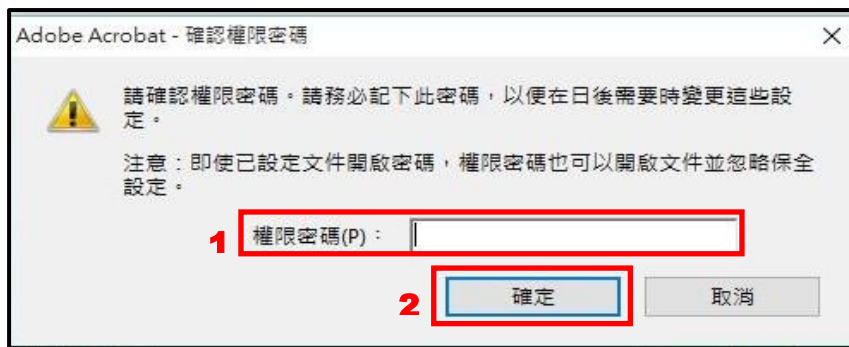 Adobe Acrobat - 確認權限密碼
請確認權限密碼。請務必記下此密碼，以便在日後需要時變更這些設
定。
注意：即使已設定文件開啟密碼，權限密碼也可以開啟文件並忽略保全
設定。
1 權限密碼(P)：
2 確定 取消